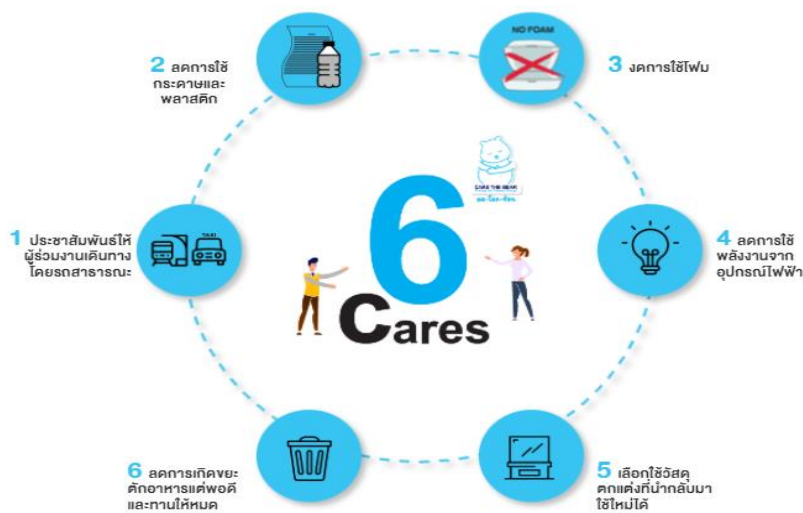 NO FOAM
2 ลดการใช้
กระดาษและ
พลาสติก
3 งดการใช้โฟม
CARE THE BEAR
ลด•โลก•ร้อน
6
Cares
TAXI
1 ประชาสัมพันธ์ให้
ผู้ร่วมงานเดินทาง
โดยรถสาธารณะ
4 ลดการใช้
พลังงานจาก
อุปกรณ์ไฟฟ้า
6 ลดการเกิดขยะ
ตักอาหารแต่พอดี
และทานให้หมด
5 เลือกใช้วัสดุ
ตกแต่งที่นำกลับมา
ใช้ใหม่ได้